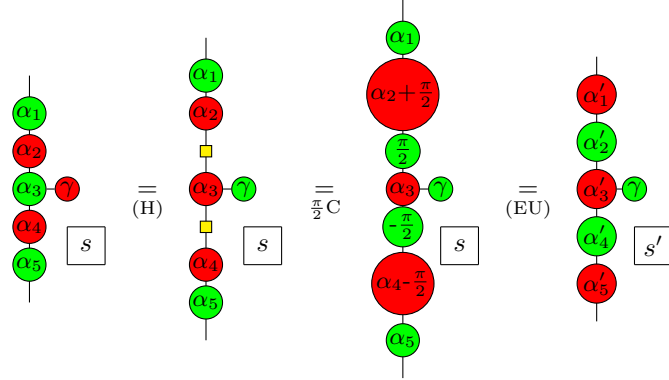 α₁
α₂
α₃ γ
α₄
α₅
s
=
(H)
α₁
α₂
α₃ γ
α₄
α₅
s
=
π/2 C
α₁
α₂+π/2
π/2
α₃ γ
-π/2
α₄-π/2
α₅
s
=
(EU)
α′₁
α′₂
α′₃ γ
α′₄
α′₅
s′